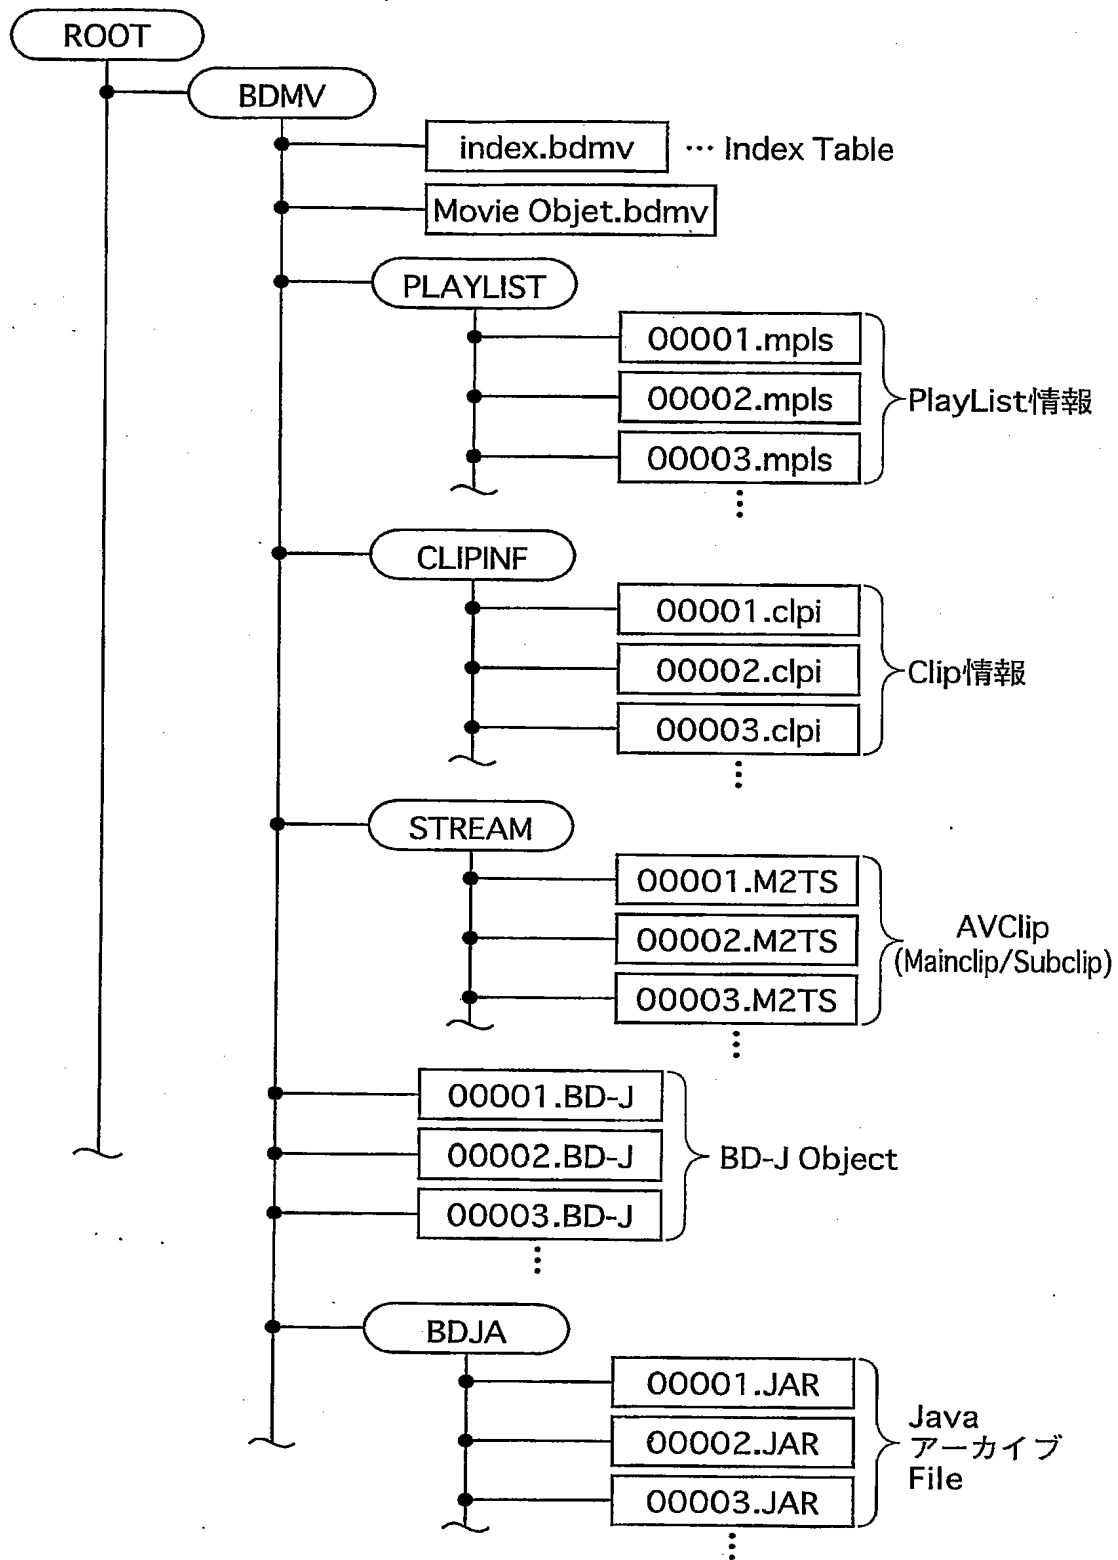 ROOT
BDMV
index.bdmv
… Index Table
Movie Objet.bdmv
PLAYLIST
00001.mpls
00002.mpls
00003.mpls
PlayList情報
CLIPINF
00001.clpi
00002.clpi
00003.clpi
Clip情報
STREAM
00001.M2TS
00002.M2TS
00003.M2TS
AVClip
(Mainclip/Subclip)
00001.BD-J
00002.BD-J
00003.BD-J
BD-J Object
BDJA
00001.JAR
00002.JAR
00003.JAR
Java
アーカイブ
File